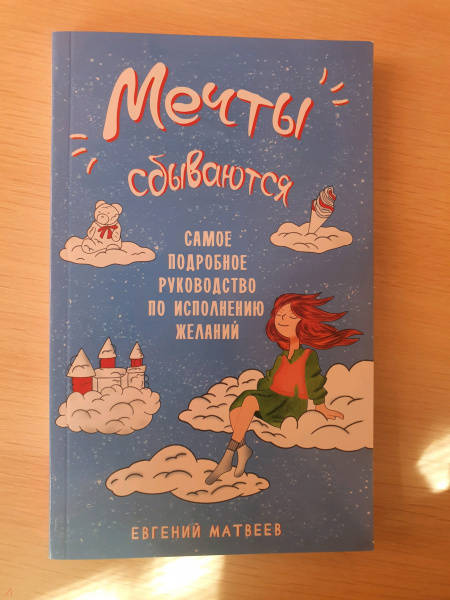 Мечты
сбываются
САМОЕ
ПОДРОБНОЕ
РУКОВОДСТВО
ПО ИСПОЛНЕНИЮ
ЖЕЛАНИЙ
ЕВГЕНИЙ МАТВЕЕВ